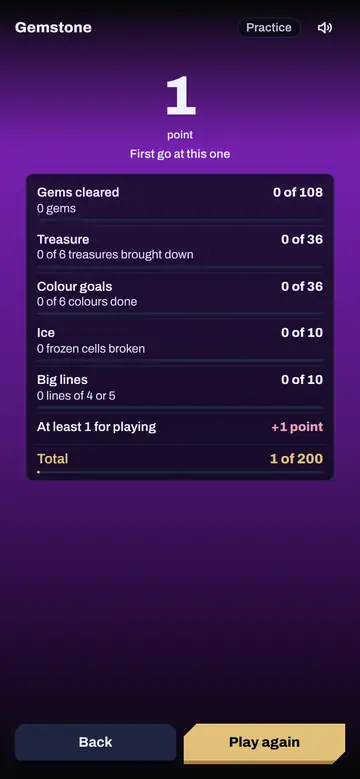 Gemstone
Practice
1
point
First go at this one
Gems cleared 0 of 108
0 gems
Treasure 0 of 36
0 of 6 treasures brought down
Colour goals 0 of 36
0 of 6 colours done
Ice 0 of 10
0 frozen cells broken
Big lines 0 of 10
0 lines of 4 or 5
At least 1 for playing +1 point
Total 1 of 200
Back
Play again